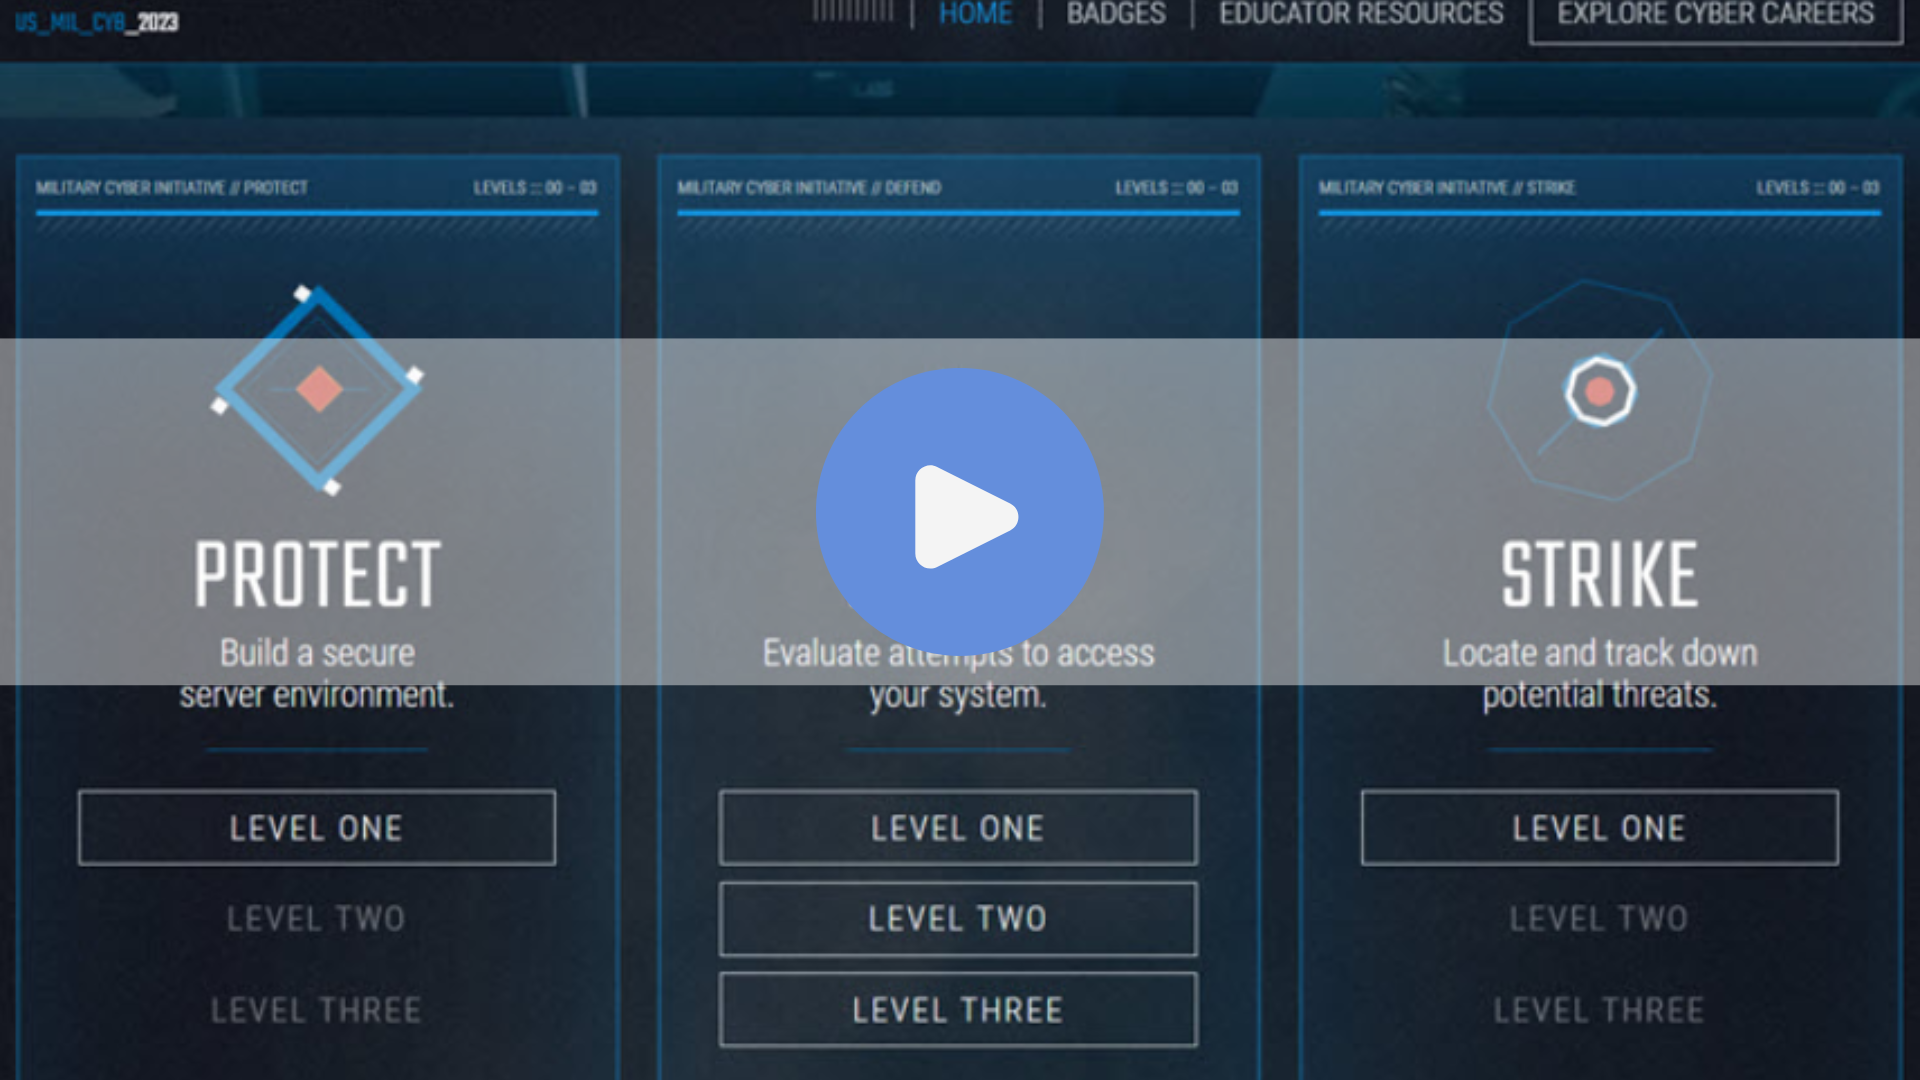 US_MIL_CYB_2023
HOME
BADGES
EDUCATOR RESOURCES
EXPLORE CYBER CAREERS
MILITARY CYBER INITIATIVE // PROTECT
LEVELS ::: 00 - 03
PROTECT
Build a secure
server environment.
LEVEL ONE
LEVEL TWO
LEVEL THREE
MILITARY CYBER INITIATIVE // DEFEND
LEVELS ::: 00 - 03
Evaluate attempts to access
your system.
LEVEL ONE
LEVEL TWO
LEVEL THREE
MILITARY CYBER INITIATIVE // STRIKE
LEVELS ::: 00 - 03
STRIKE
Locate and track down
potential threats.
LEVEL ONE
LEVEL TWO
LEVEL THREE